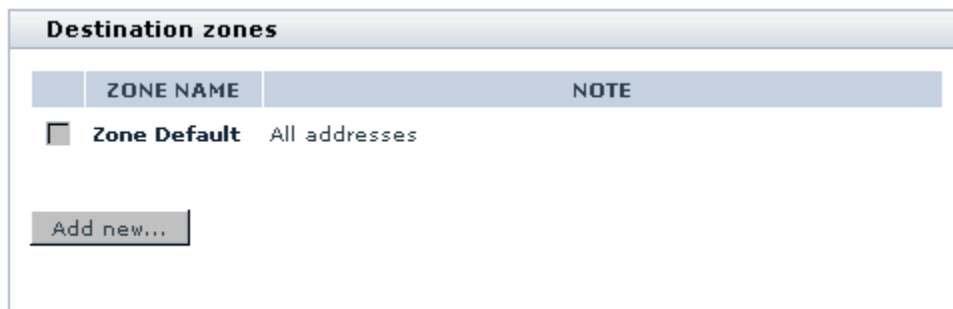 Destination zones
ZONE NAME NOTE
Zone Default All addresses
Add new...